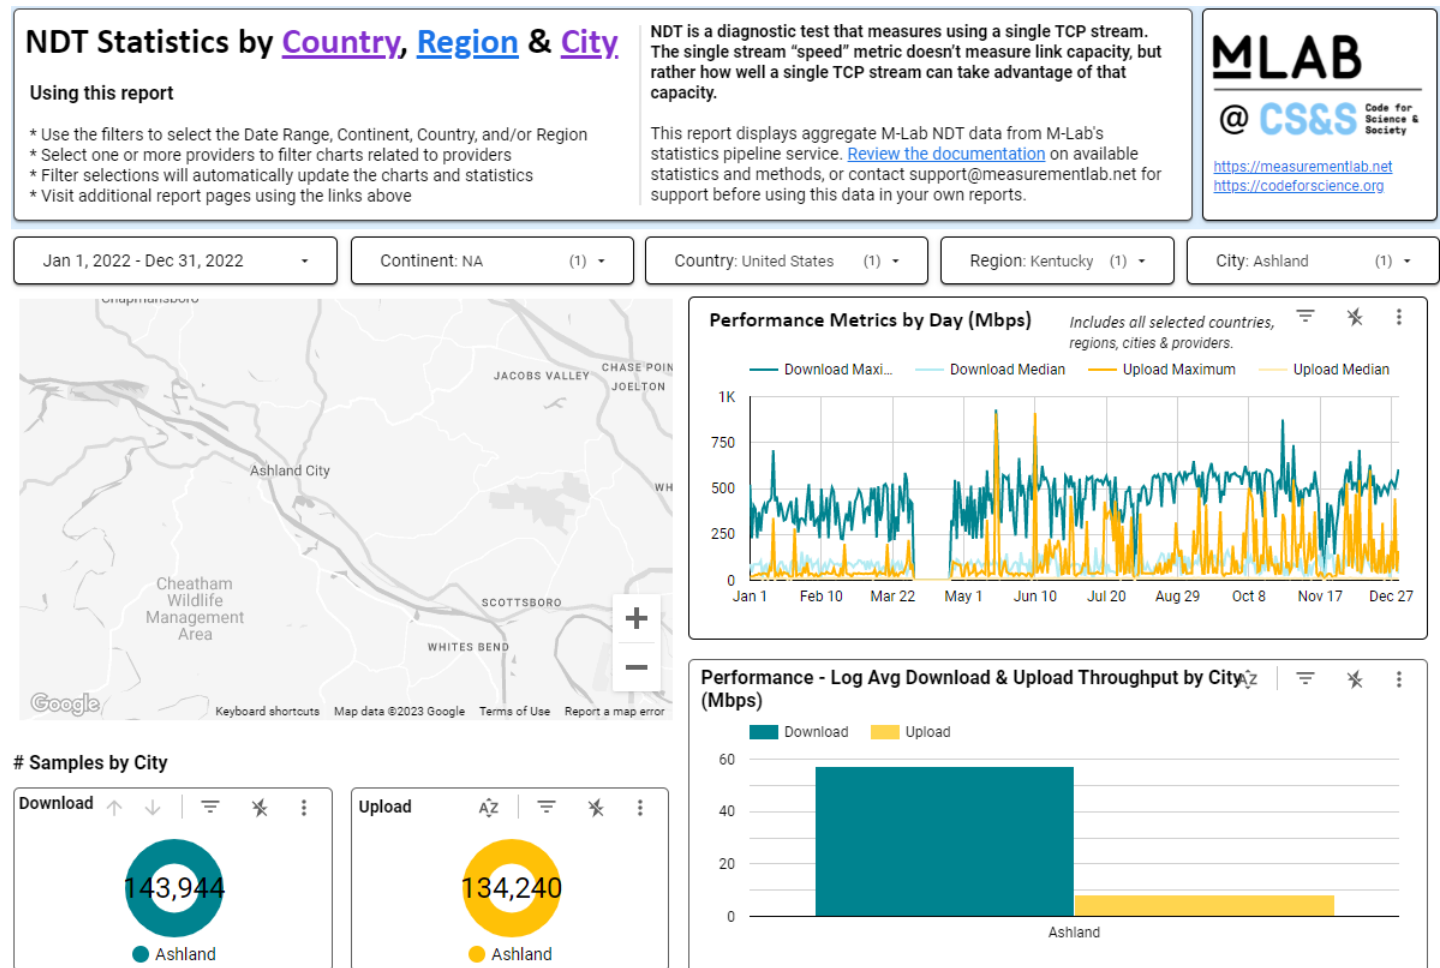 NDT Statistics by Country, Region & City
Using this report
* Use the filters to select the Date Range, Continent, Country, and/or Region
* Select one or more providers to filter charts related to providers
* Filter selections will automatically update the charts and statistics
* Visit additional report pages using the links above
NDT is a diagnostic test that measures using a single TCP stream.
The single stream “speed” metric doesn’t measure link capacity, but
rather how well a single TCP stream can take advantage of that
capacity.
This report displays aggregate M-Lab NDT data from M-Lab's
statistics pipeline service. Review the documentation on available
statistics and methods, or contact support@measurementlab.net for
support before using this data in your own reports.
MLAB
@ CS&S Code for
Science &
Society
https://measurementlab.net
https://codeforscience.org
Jan 1, 2022 - Dec 31, 2022
Continent: NA (1)
Country: United States (1)
Region: Kentucky (1)
City: Ashland (1)
Chapmansboro
JACOBS VALLEY
CHASE POIN
JOELTON
Ashland City
WH
Cheatham
Wildlife
Management
Area
SCOTTSBORO
WHITES BEND
+
−
Google
Keyboard shortcuts Map data ©2023 Google Terms of Use Report a map error
Performance Metrics by Day (Mbps)
Includes all selected countries,
regions, cities & providers.
Download Maxi... Download Median Upload Maximum Upload Median
1K
750
500
250
0
Jan 1 Feb 10 Mar 22 May 1 Jun 10 Jul 20 Aug 29 Oct 8 Nov 17 Dec 27
# Samples by City
Download
143,944
Ashland
Upload
AZ
134,240
Ashland
Performance - Log Avg Download & Upload Throughput by City
(Mbps)
Download Upload
60
40
20
0
Ashland